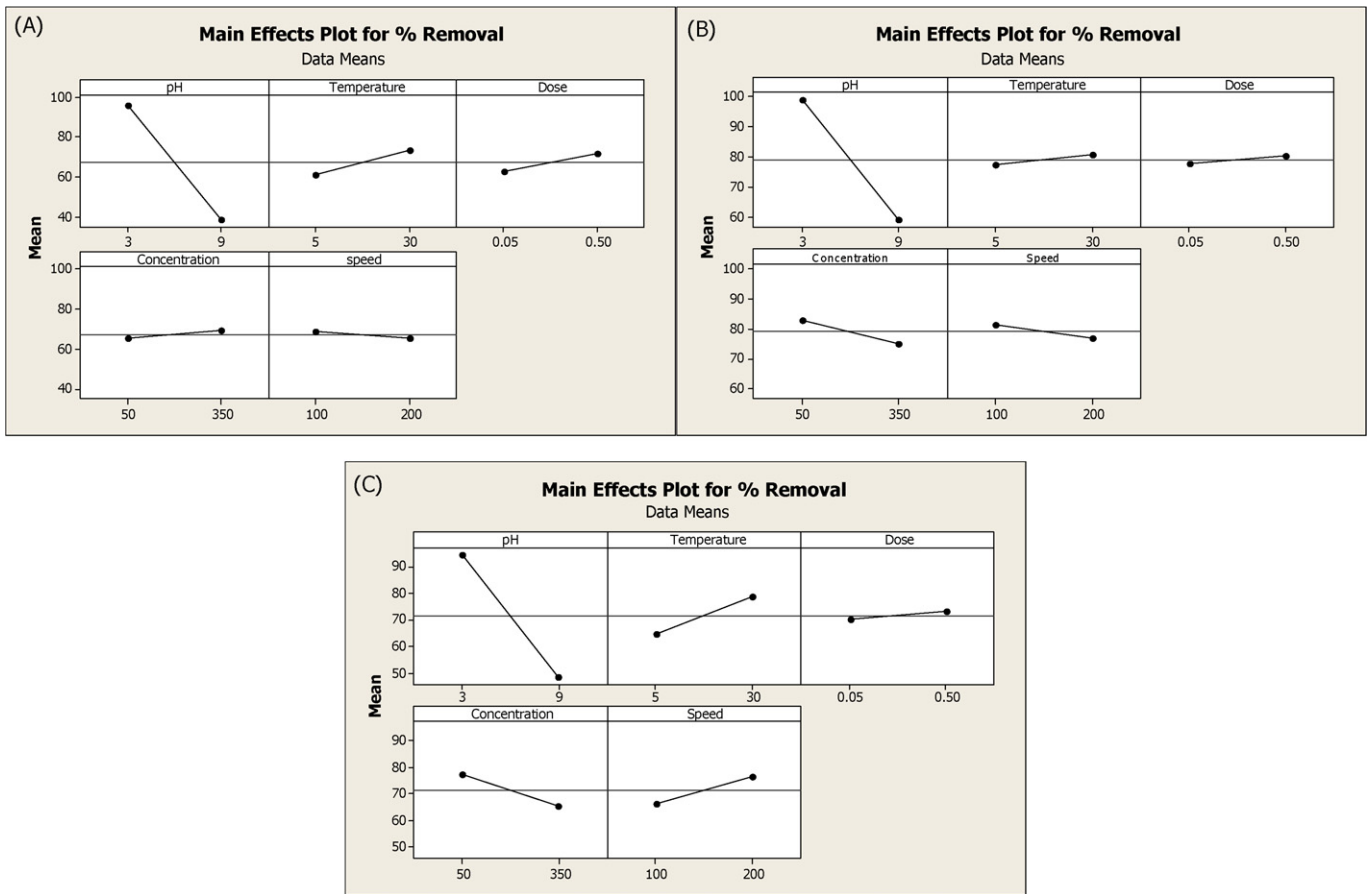 (A)
Main Effects Plot for % Removal
Data Means
pH Temperature Dose
100
80
60
40
3 9 5 30 0.05 0.50
Mean
Concentration speed
100
80
60
40
50 350 100 200
(B)
Main Effects Plot for % Removal
Data Means
pH Temperature Dose
100
90
80
70
60
3 9 5 30 0.05 0.50
Mean
Concentration Speed
100
90
80
70
60
50 350 100 200
(C)
Main Effects Plot for % Removal
Data Means
pH Temperature Dose
90
80
70
60
50
3 9 5 30 0.05 0.50
Mean
Concentration Speed
90
80
70
60
50
50 350 100 200